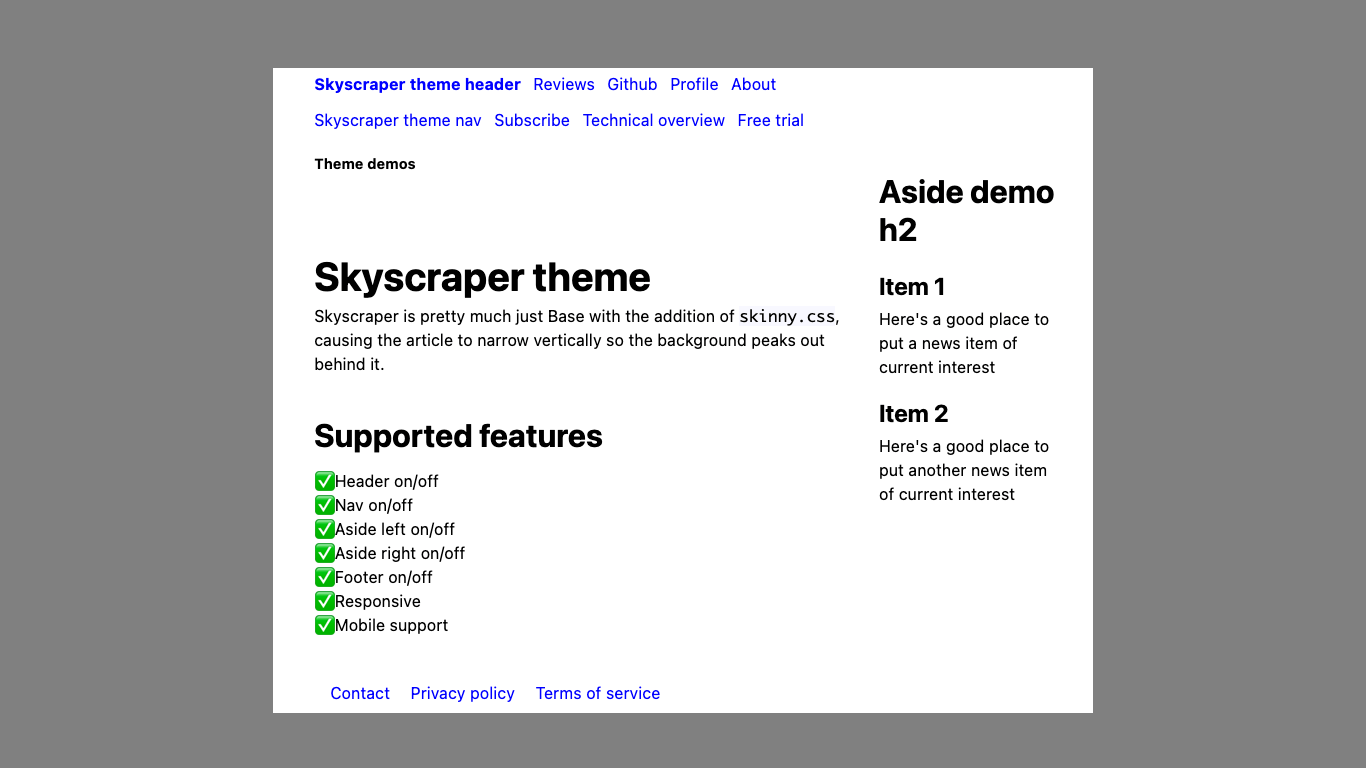 Skyscraper theme header Reviews Github Profile About
Skyscraper theme nav Subscribe Technical overview Free trial
Theme demos
Skyscraper theme
Skyscraper is pretty much just Base with the addition of skinny.css,
causing the article to narrow vertically so the background peaks out
behind it.
Supported features
✅Header on/off
✅Nav on/off
✅Aside left on/off
✅Aside right on/off
✅Footer on/off
✅Responsive
✅Mobile support
Aside demo
h2
Item 1
Here's a good place to
put a news item of
current interest
Item 2
Here's a good place to
put another news item
of current interest
Contact Privacy policy Terms of service